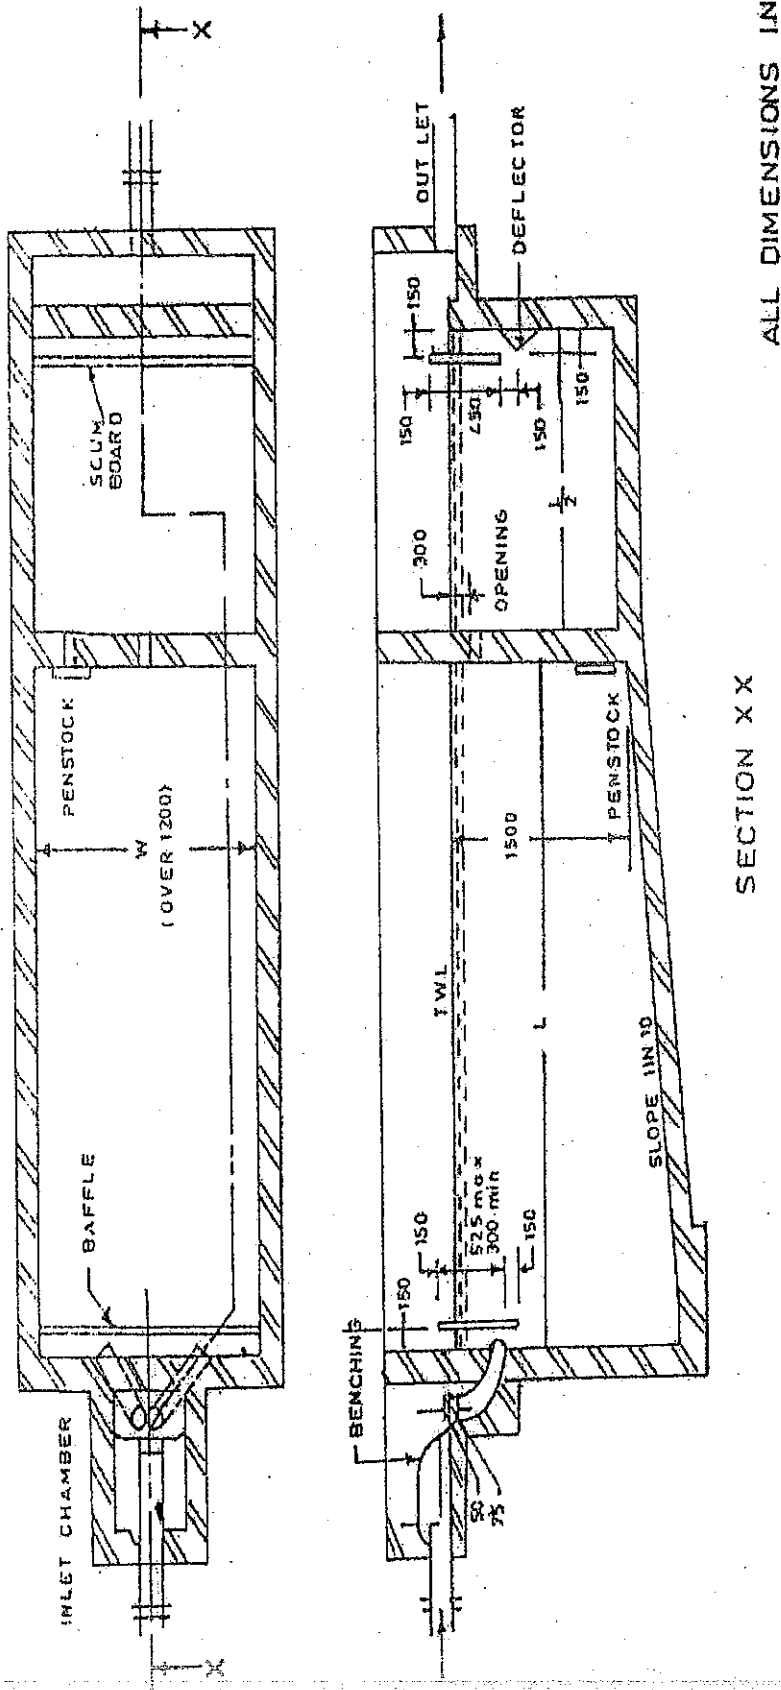 X
X
SCUM
BOARD
PENSTOCK
W
(OVER 1200)
BAFFLE
INLET CHAMBER
OUT LET
DEFLECTOR
150
150
450
150
150
300
OPENING
L
2
PENSTOCK
1500
TWL
L
SLOPE 1 IN 10
150
525 max
300 min
150
150
BENCHING
50
75
SECTION XX
ALL DIMENSIONS IN